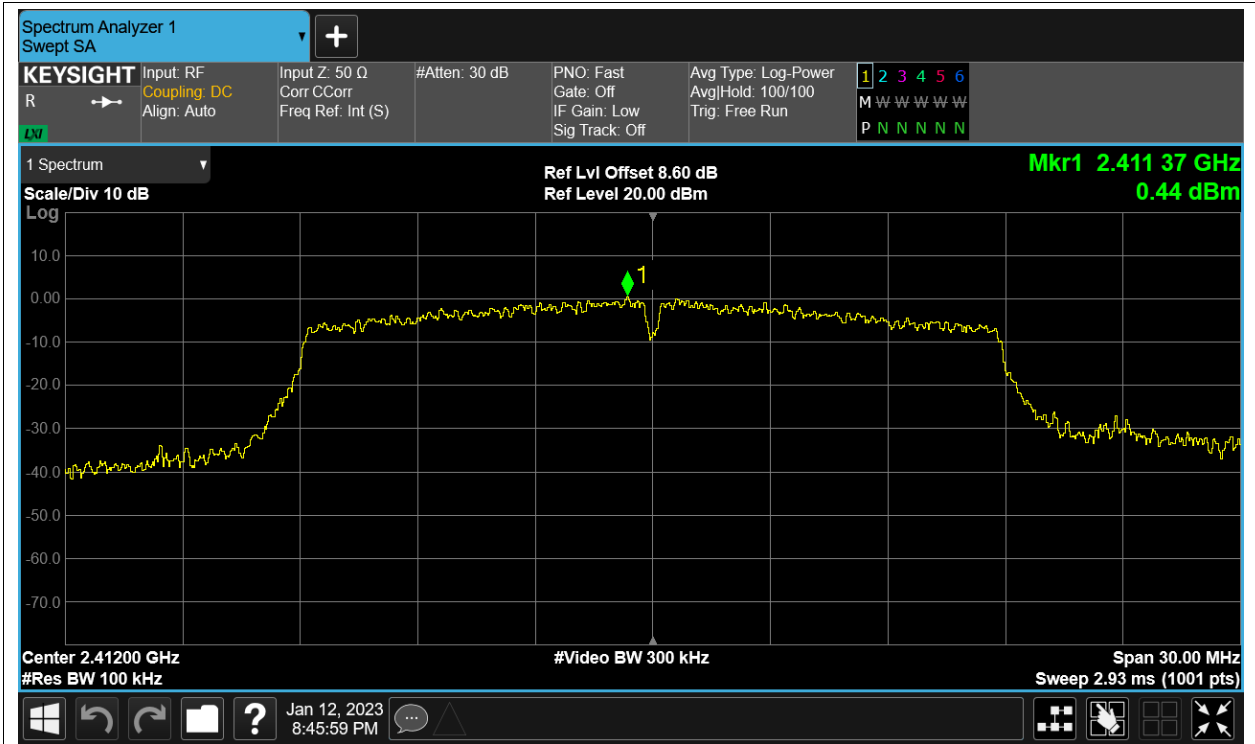 Spectrum Analyzer 1
Swept SA
KEYSIGHT
R
LXI
Input: RF
Coupling: DC
Align: Auto
Input Z: 50 Ω
Corr CCorr
Freq Ref: Int (S)
#Atten: 30 dB
PNO: Fast
Gate: Off
IF Gain: Low
Sig Track: Off
Avg Type: Log-Power
Avg|Hold: 100/100
Trig: Free Run
1 2 3 4 5 6
M W W W W W
P N N N N N
1 Spectrum
Scale/Div 10 dB
Log
Ref Lvl Offset 8.60 dB
Ref Level 20.00 dBm
Mkr1 2.411 37 GHz
0.44 dBm
10.0
0.00
-10.0
-20.0
-30.0
-40.0
-50.0
-60.0
-70.0
1
Center 2.41200 GHz
#Res BW 100 kHz
#Video BW 300 kHz
Span 30.00 MHz
Sweep 2.93 ms (1001 pts)
?
Jan 12, 2023
8:45:59 PM